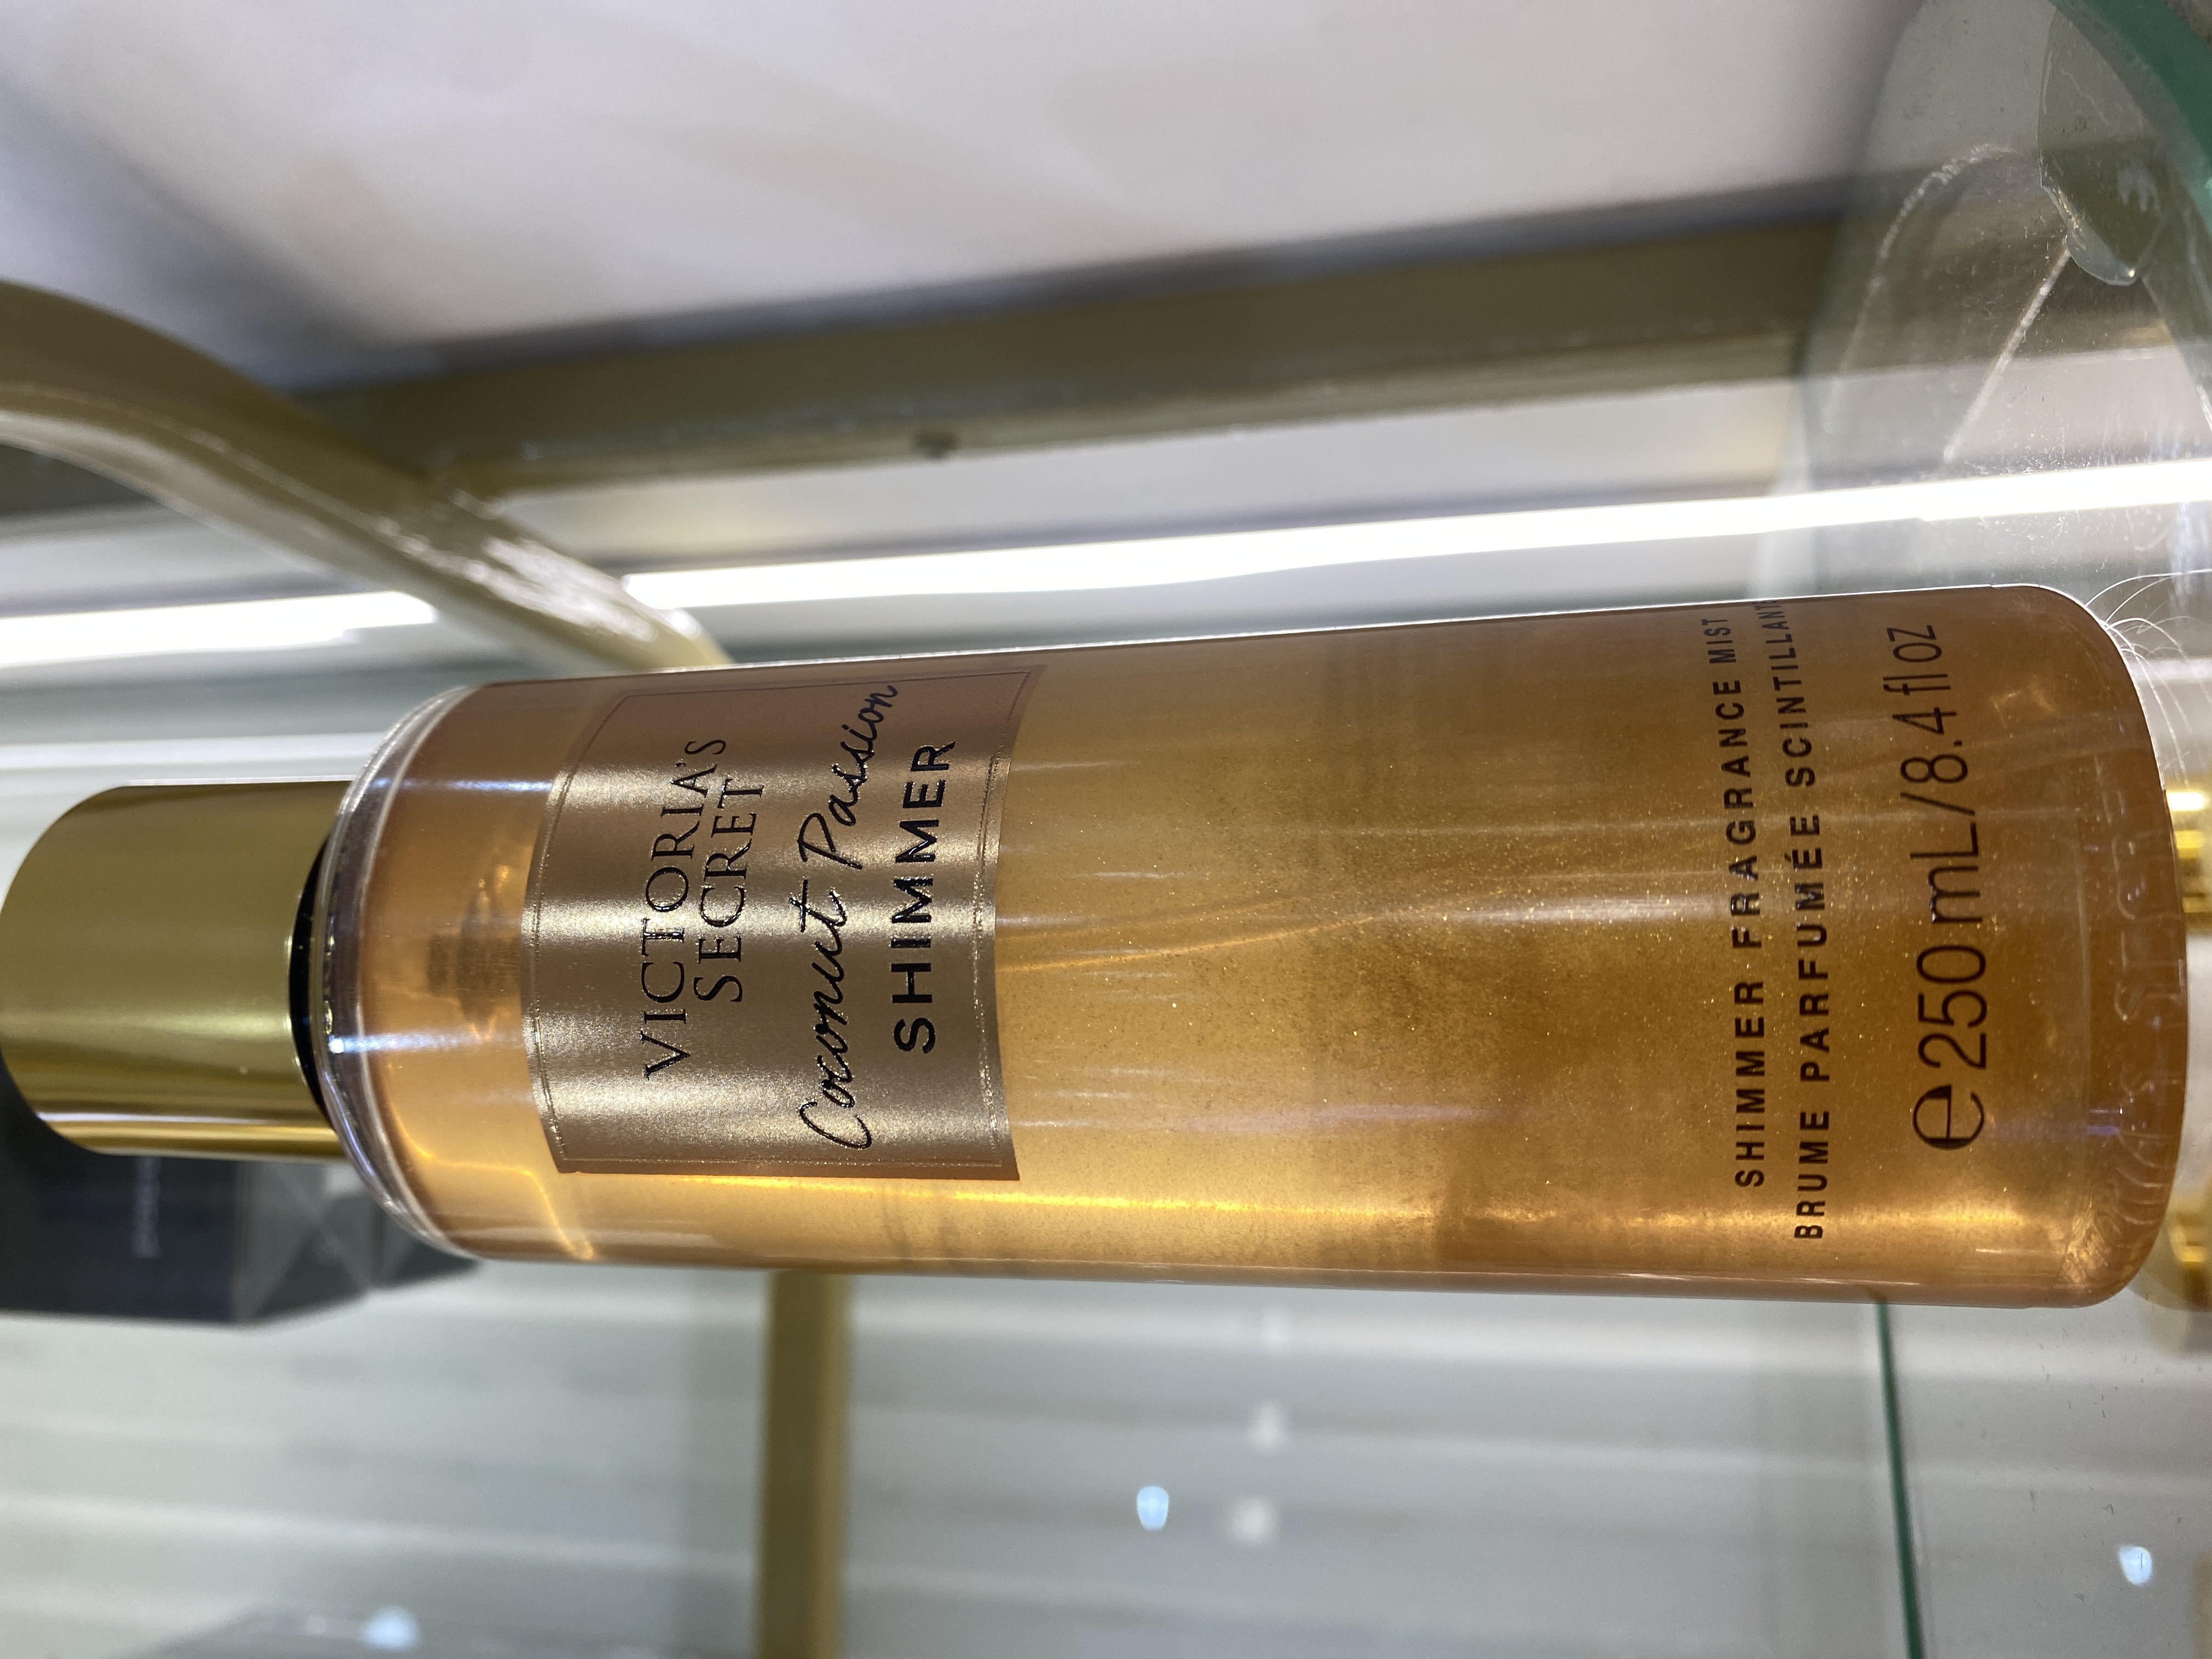 VICTORIA'S
SECRET
Coconut Passion
SHIMMER
SHIMMER FRAGRANCE MIST
BRUME PARFUMÉE SCINTILLANTE
℮ 250 mL/8.4 fl oz